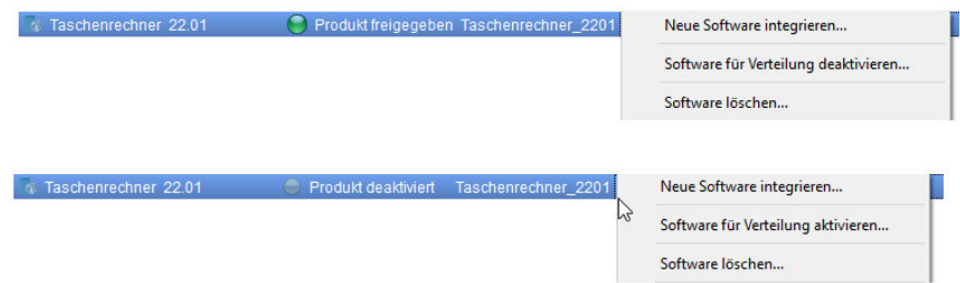 Taschenrechner 22.01 Produkt freigegeben Taschenrechner_2201 Neue Software integrieren...
Software für Verteilung deaktivieren...
Software löschen...
Taschenrechner 22.01 Produkt deaktiviert Taschenrechner_2201 Neue Software integrieren...
Software für Verteilung aktivieren...
Software löschen...